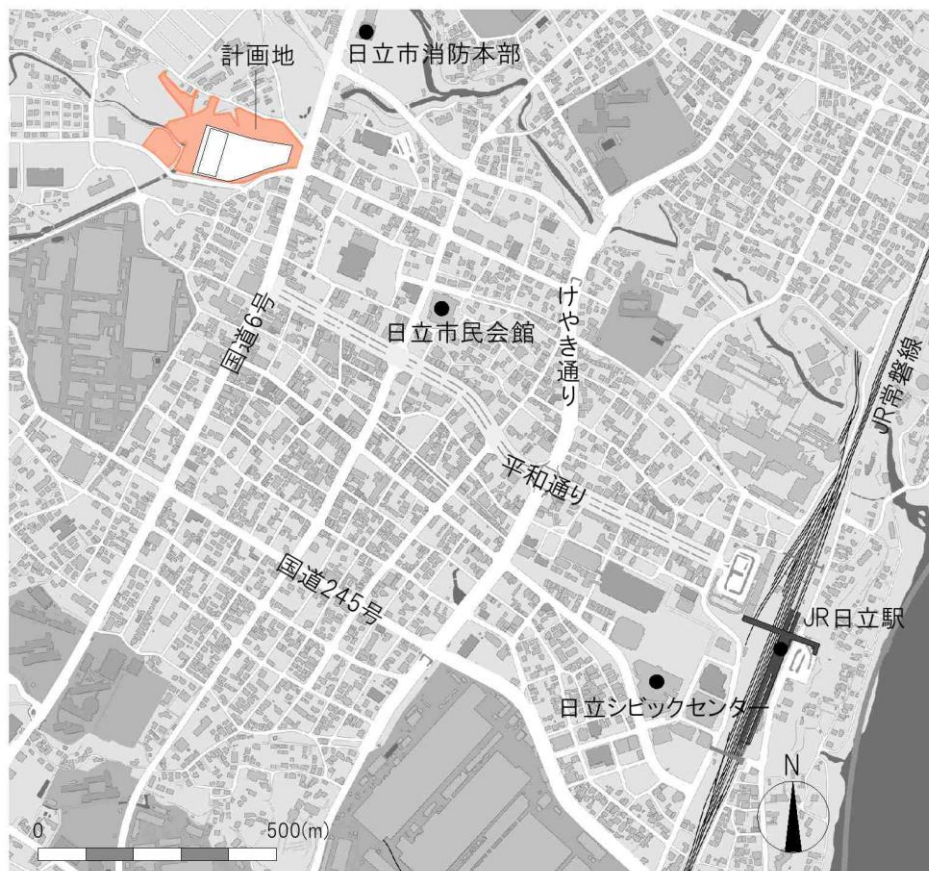 日立市消防本部
計画地
国道6号
日立市民会館
けやき通り
JR常磐線
平和通り
国道245号
JR日立駅
日立シビックセンター
N
0 500(m)